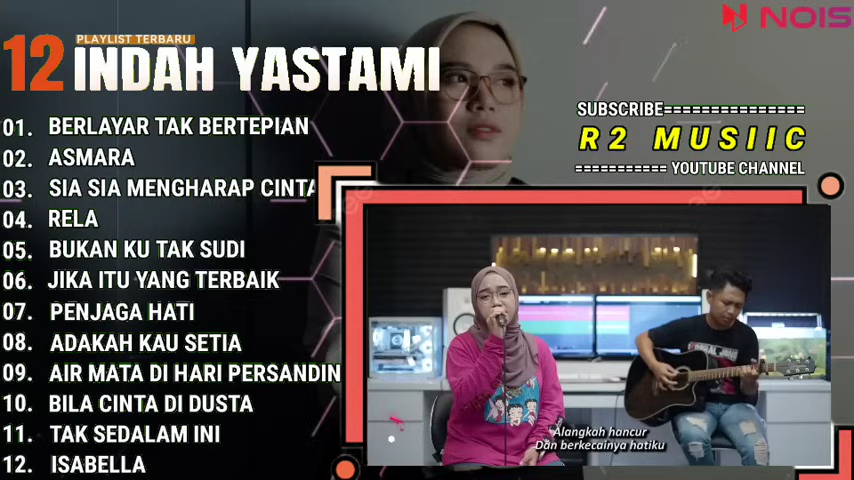 NOIS
PLAYLIST TERBARU
12 INDAH YASTAMI
SUBSCRIBE===============
R2 MUSIIC
=========== YOUTUBE CHANNEL
01. BERLAYAR TAK BERTEPIAN
02. ASMARA
03. SIA SIA MENGHARAP CINTA
04. RELA
05. BUKAN KU TAK SUDI
06. JIKA ITU YANG TERBAIK
07. PENJAGA HATI
08. ADAKAH KAU SETIA
09. AIR MATA DI HARI PERSANDIN
10. BILA CINTA DI DUSTA
11. TAK SEDALAM INI
12. ISABELLA
Alangkah hancur
Dan berkecainya hatiku